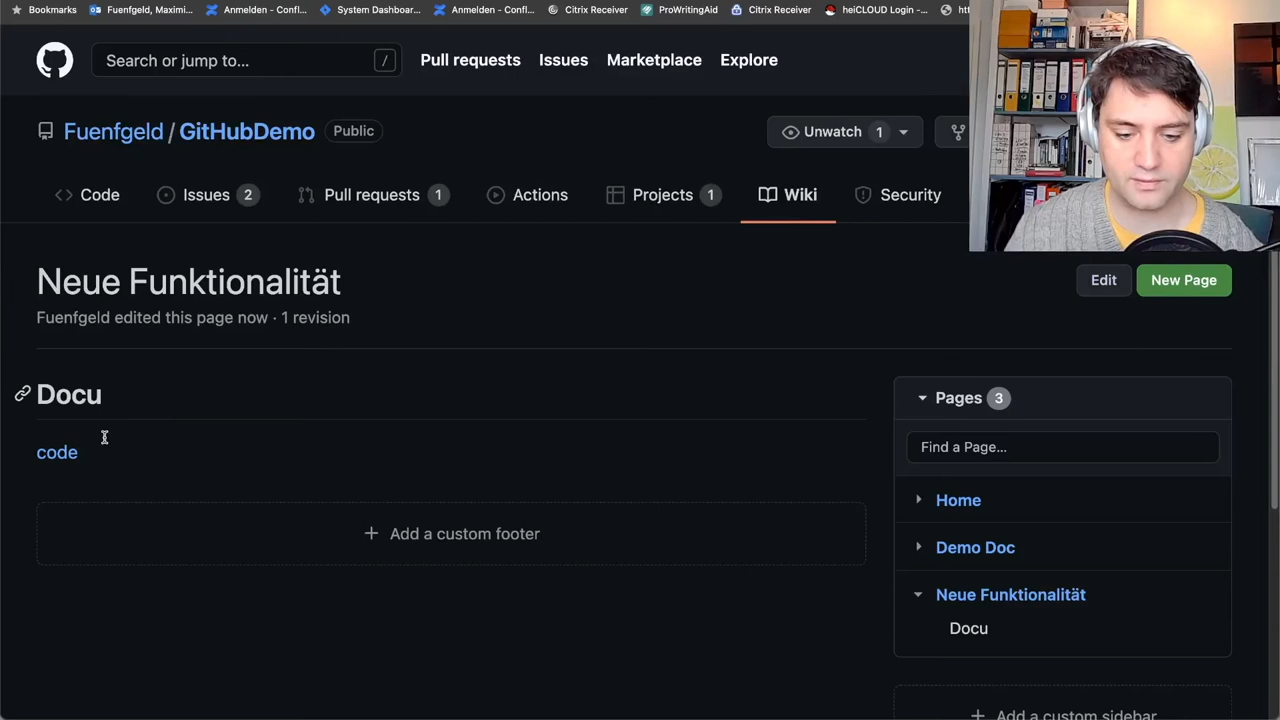 Bookmarks Fuenfgeld, Maximi... Anmelden - Confl... System Dashboar... Anmelden - Confl... Citrix Receiver ProWritingAid Citrix Receiver heiCLOUD Login -...
Search or jump to... / Pull requests Issues Marketplace Explore
Fuenfgeld / GitHubDemo Public Unwatch 1
Code Issues 2 Pull requests 1 Actions Projects 1 Wiki Security
Neue Funktionalität Edit New Page
Fuenfgeld edited this page now · 1 revision
Docu
code
+ Add a custom footer
Pages 3
Find a Page...
Home
Demo Doc
Neue Funktionalität
Docu
+ Add a custom sidebar